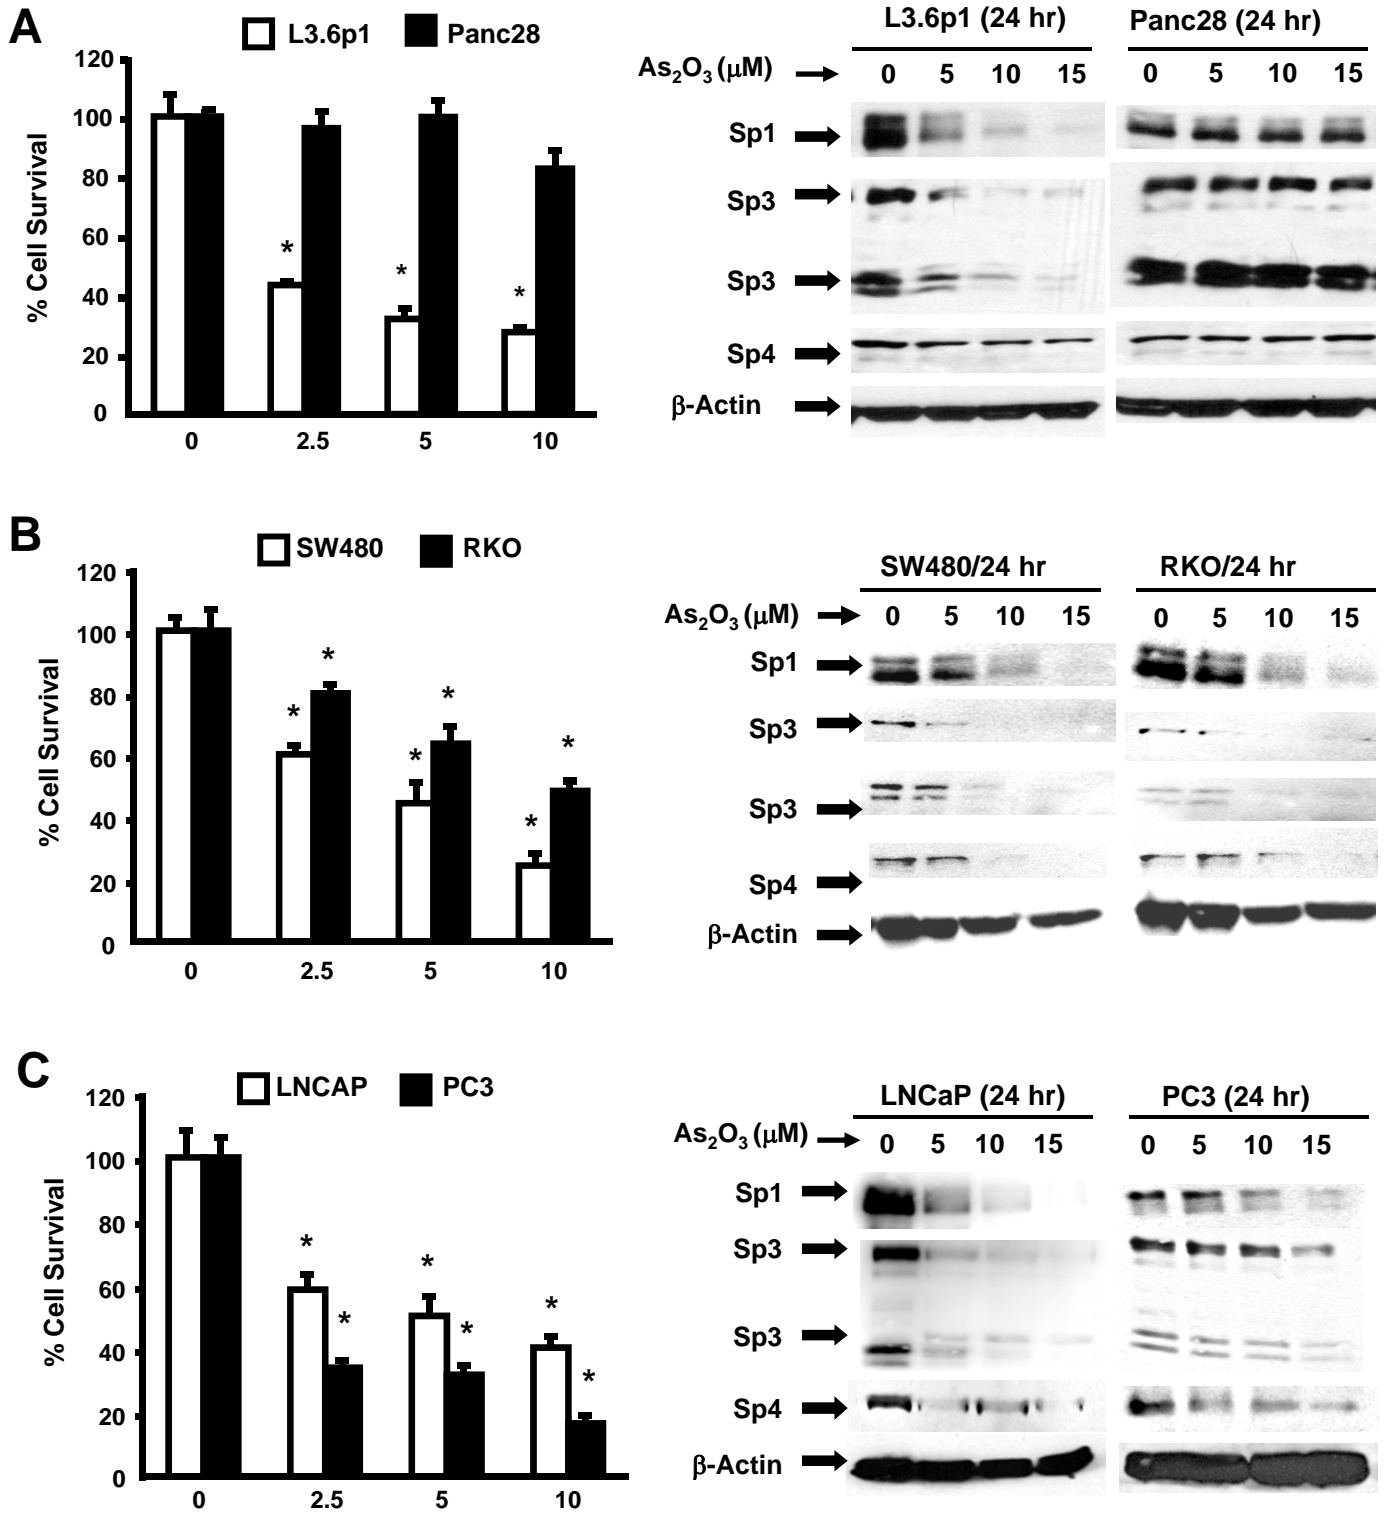 A
L3.6p1 Panc28
120
100
80
60
40
20
0
% Cell Survival
* * *
0 2.5 5 10
L3.6p1 (24 hr) Panc28 (24 hr)
As₂O₃ (μM) 0 5 10 15 0 5 10 15
Sp1
Sp3
Sp3
Sp4
β-Actin
B
SW480 RKO
120
100
80
60
40
20
0
% Cell Survival
* * * * * *
0 2.5 5 10
SW480/24 hr RKO/24 hr
As₂O₃ (μM) 0 5 10 15 0 5 10 15
Sp1
Sp3
Sp3
Sp4
β-Actin
C
LNCAP PC3
120
100
80
60
40
20
0
% Cell Survival
* * * * * *
0 2.5 5 10
LNCaP (24 hr) PC3 (24 hr)
As₂O₃ (μM) 0 5 10 15 0 5 10 15
Sp1
Sp3
Sp3
Sp4
β-Actin